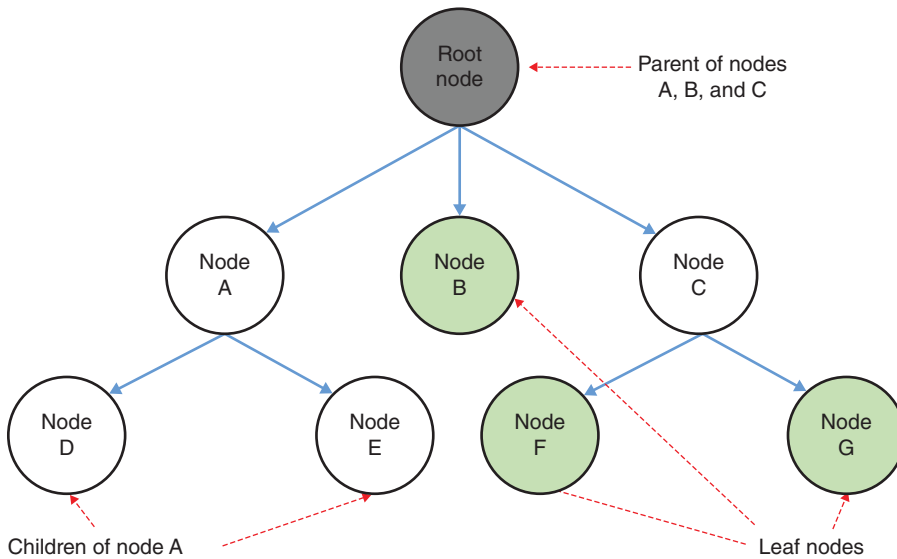 Root
node
Parent of nodes
A, B, and C
Node
A
Node
B
Node
C
Node
D
Node
E
Node
F
Node
G
Children of node A
Leaf nodes